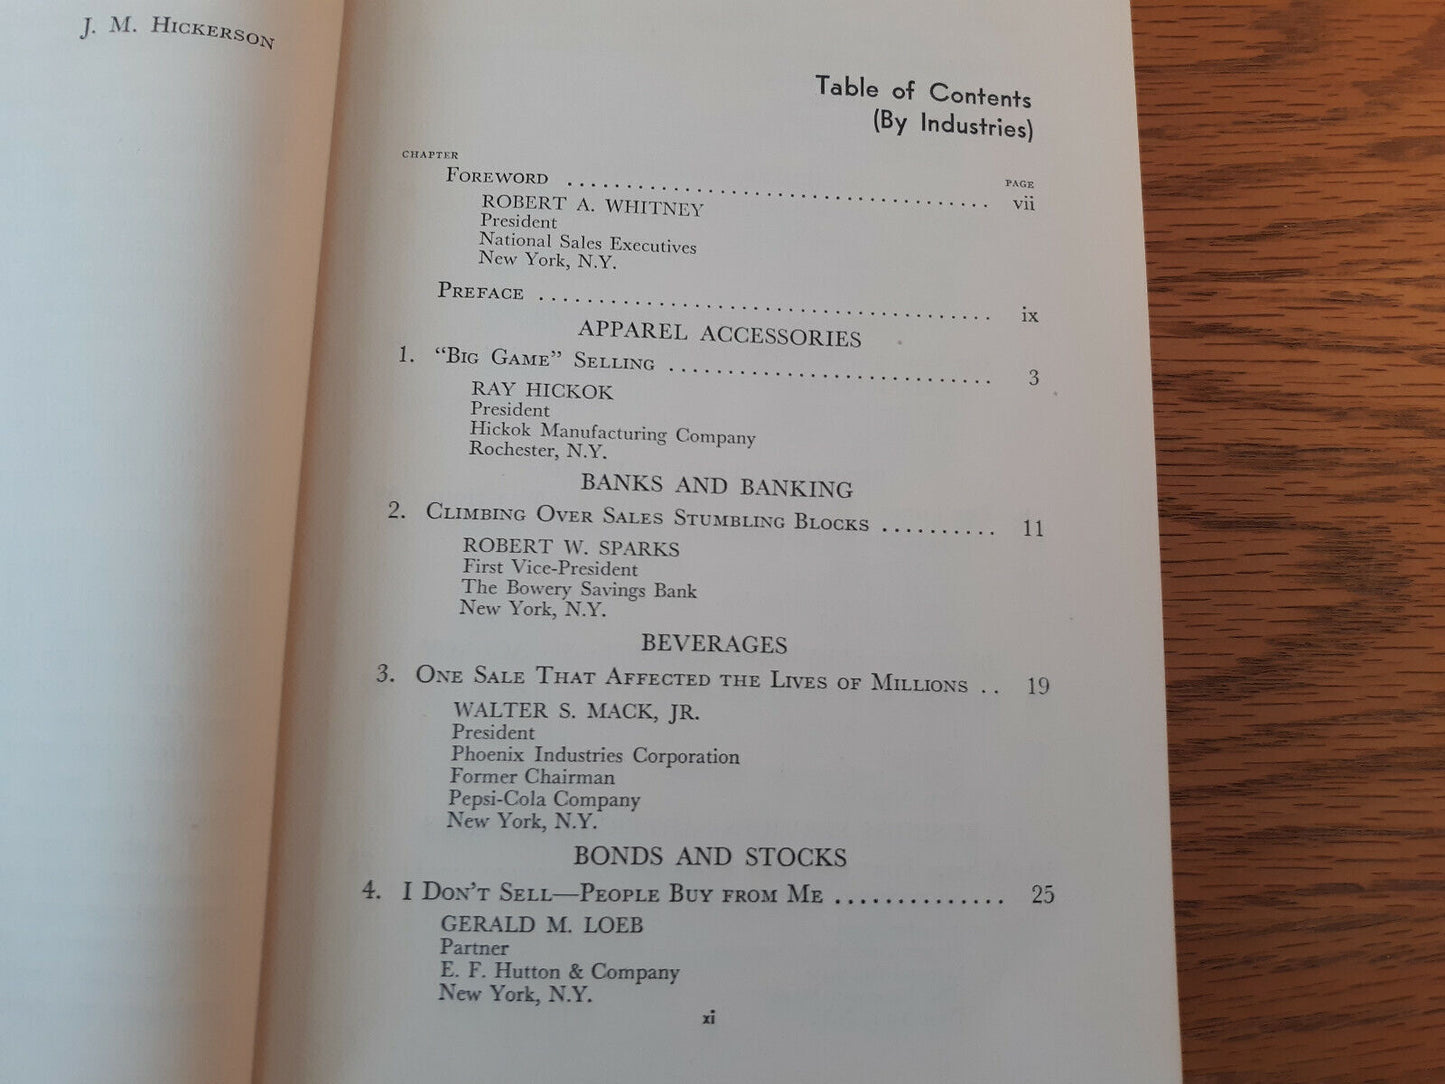 J. M. Hickerson
Table of Contents
(By Industries)
CHAPTER
PAGE
Foreword ........................................ vii
ROBERT A. WHITNEY
President
National Sales Executives
New York, N.Y.
Preface ........................................ ix
APPAREL ACCESSORIES
1. “Big Game” Selling ............................ 3
RAY HICKOK
President
Hickok Manufacturing Company
Rochester, N.Y.
BANKS AND BANKING
2. Climbing Over Sales Stumbling Blocks .......... 11
ROBERT W. SPARKS
First Vice-President
The Bowery Savings Bank
New York, N.Y.
BEVERAGES
3. One Sale That Affected the Lives of Millions .. 19
WALTER S. MACK, JR.
President
Phoenix Industries Corporation
Former Chairman
Pepsi-Cola Company
New York, N.Y.
BONDS AND STOCKS
4. I Don’t Sell—People Buy from Me .............. 25
GERALD M. LOEB
Partner
E. F. Hutton & Company
New York, N.Y.
xi